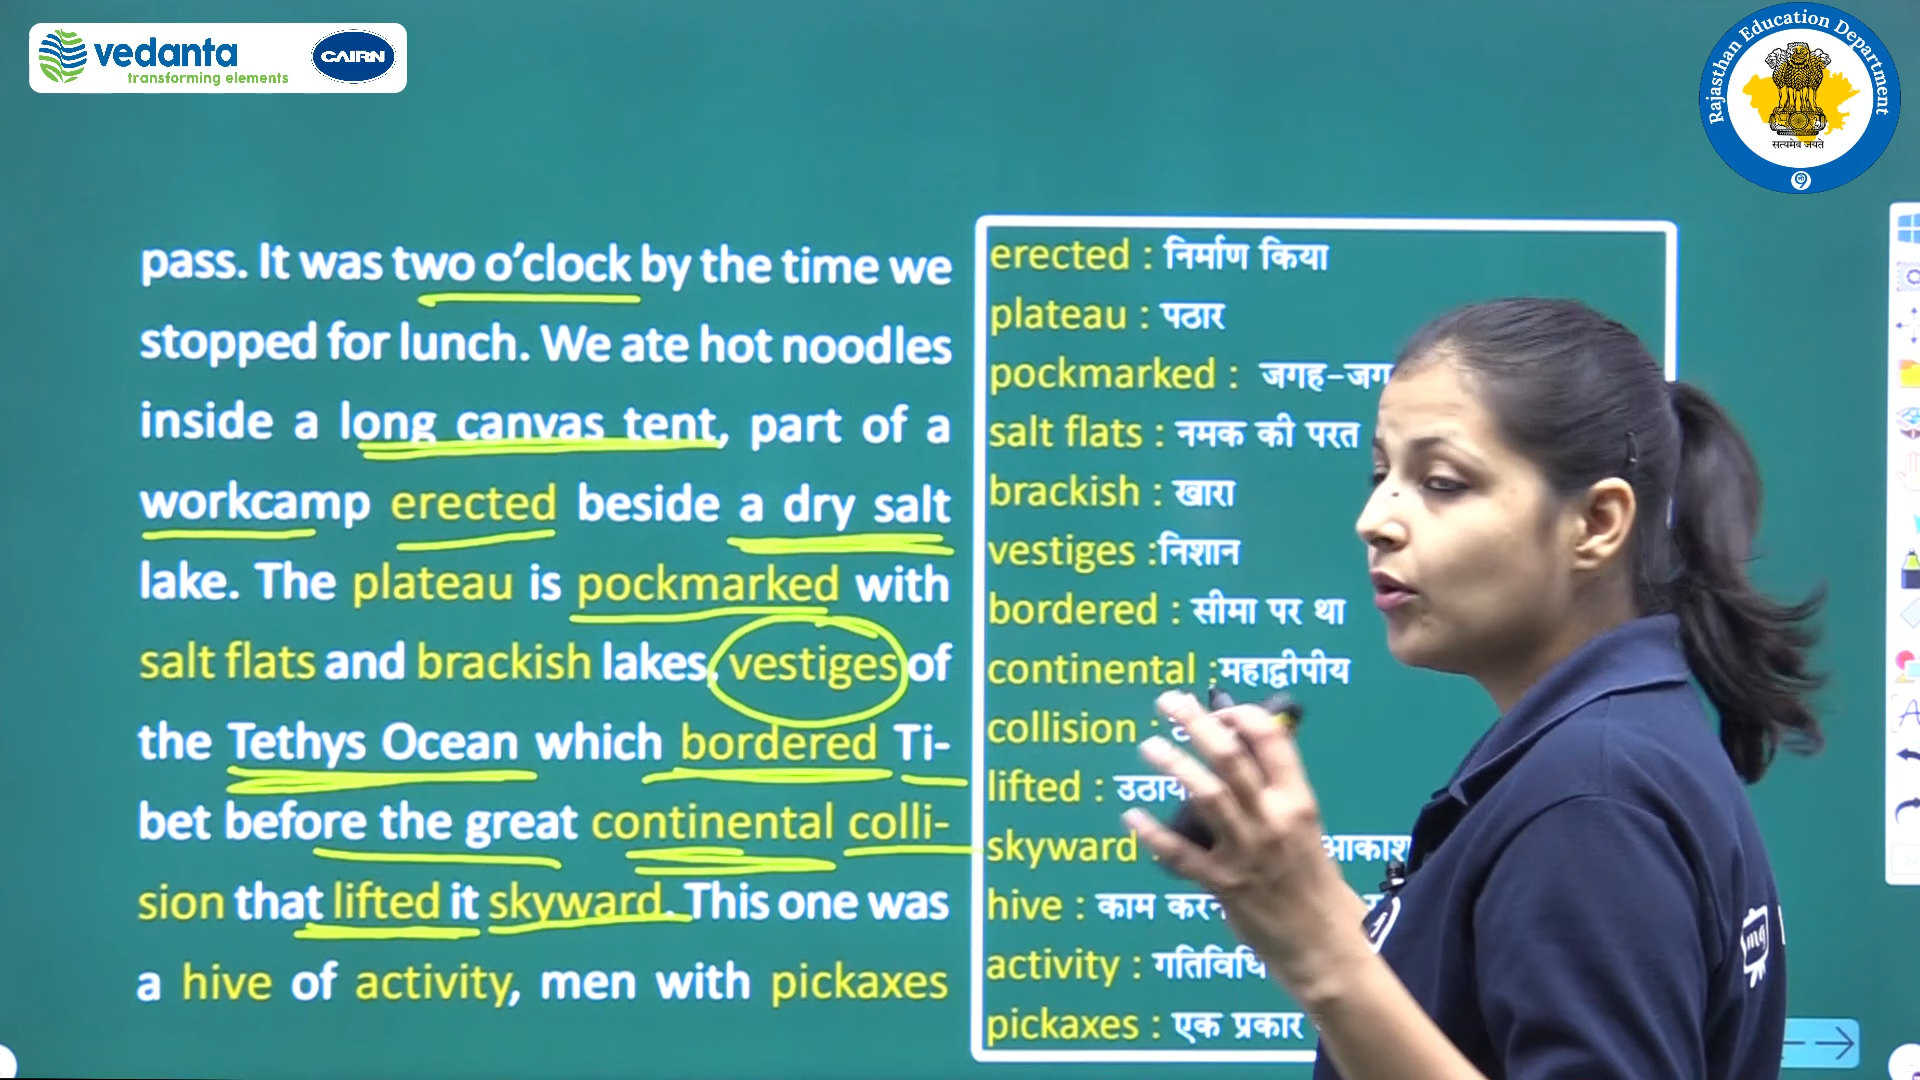 vedanta
transforming elements
CAIRN
Rajasthan Education Department
सत्यमेव जयते
pass. It was two o’clock by the time we
stopped for lunch. We ate hot noodles
inside a long canvas tent, part of a
workcamp erected beside a dry salt
lake. The plateau is pockmarked with
salt flats and brackish lakes, vestiges of
the Tethys Ocean which bordered Ti-
bet before the great continental colli-
sion that lifted it skyward. This one was
a hive of activity, men with pickaxes
erected : निर्माण किया
plateau : पठार
pockmarked :
salt flats : नमक की परत
brackish : खारा
vestiges :निशान
bordered : सीमा पर था
continental :महाद्वीपीय
collision :
lifted :
skyward
hive : काम
activity :
pickaxes : एक प्रकार